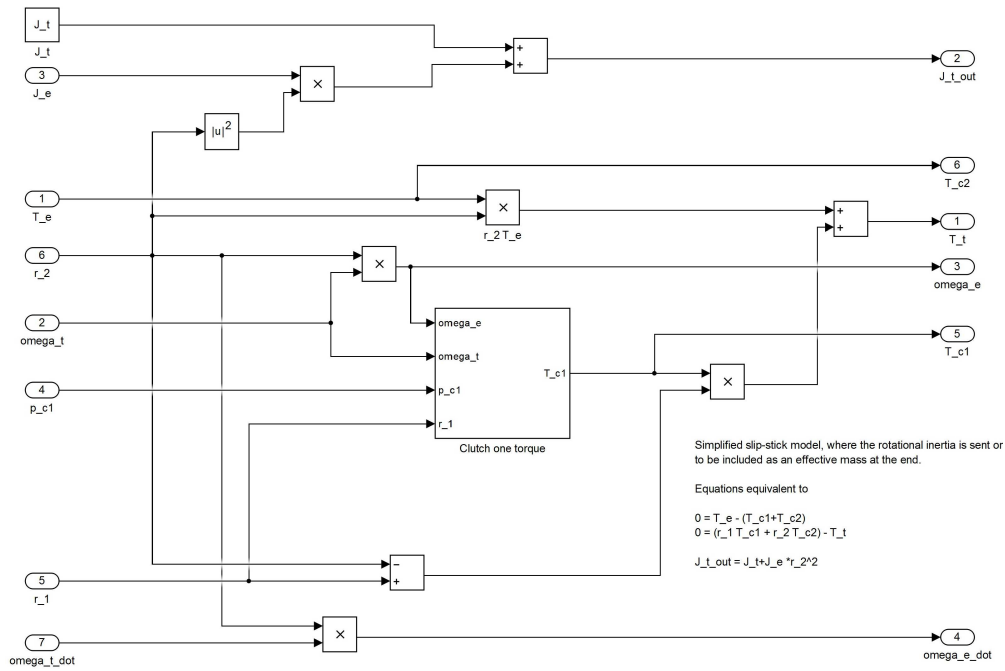 J_t
J_t
3
J_e
×
+
+
2
J_t_out
|u|2
1
T_e
×
r_2 T_e
6
T_c2
+
+
1
T_t
6
r_2
×
3
omega_e
2
omega_t
omega_e
omega_t
p_c1
r_1
T_c1
Clutch one torque
5
T_c1
×
4
p_c1
Simplified slip-stick model, where the rotational inertia is sent or
to be included as an effective mass at the end.
Equations equivalent to
0 = T_e - (T_c1+T_c2)
0 = (r_1 T_c1 + r_2 T_c2) - T_t
J_t_out = J_t+J_e *r_2^2
−
+
5
r_1
7
omega_t_dot
×
4
omega_e_dot